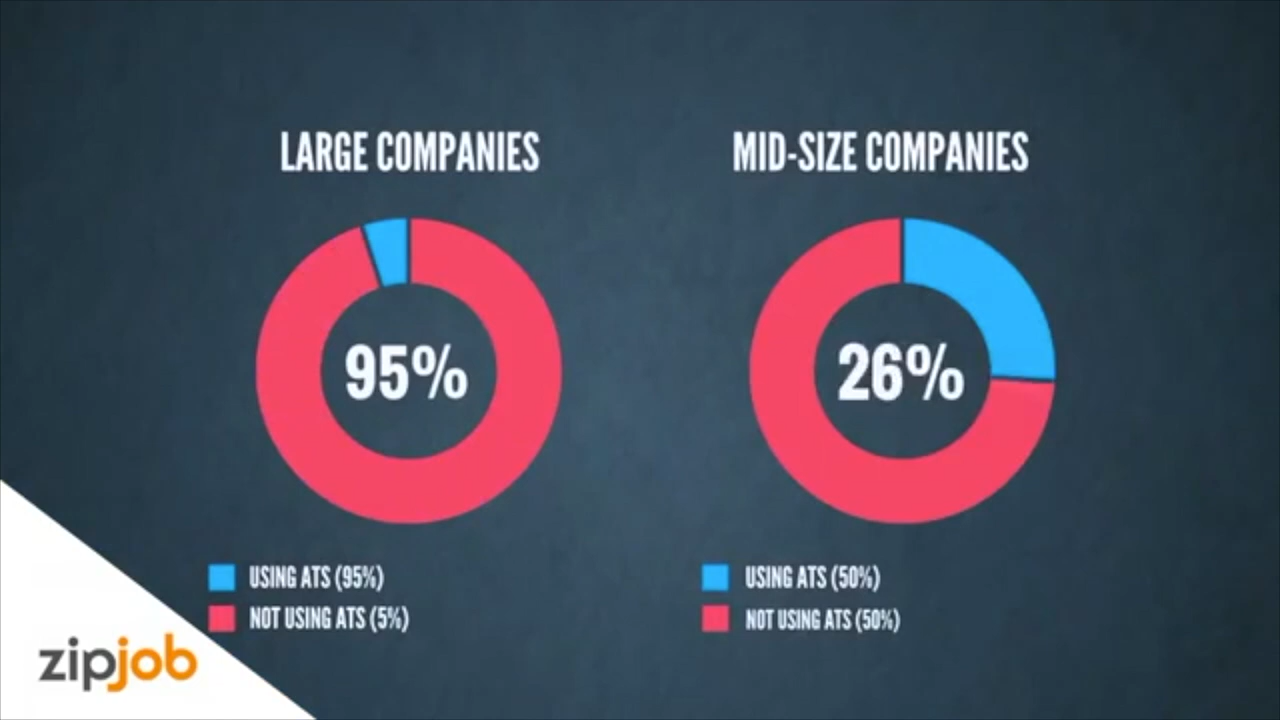 LARGE COMPANIES
95%
USING ATS (95%)
NOT USING ATS (5%)
MID-SIZE COMPANIES
26%
USING ATS (50%)
NOT USING ATS (50%)
zipjob